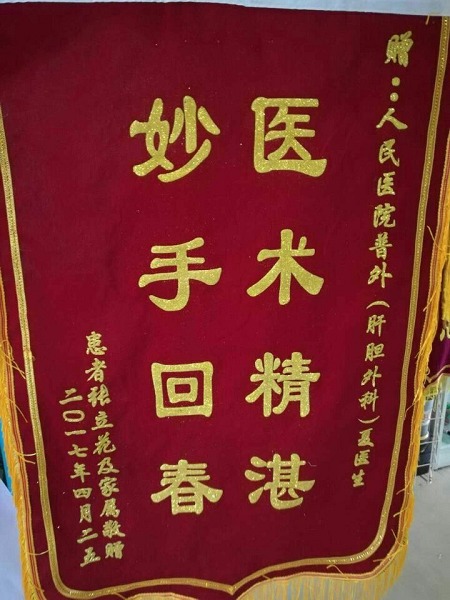 赠：人民医院普外（肝胆外科）夏医生
医术精湛
妙手回春
患者张立花及家属敬赠
二〇一七年四月二五